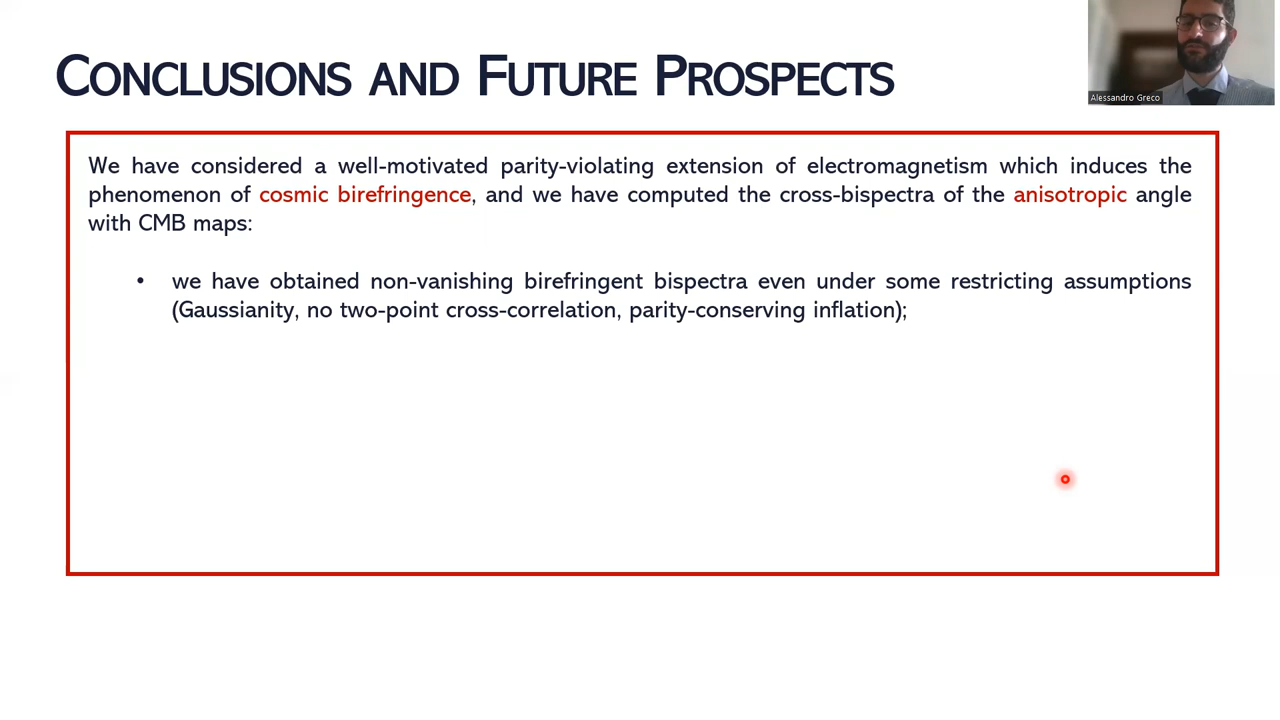 Conclusions and Future Prospects
Alessandro Greco
We have considered a well-motivated parity-violating extension of electromagnetism which induces the
phenomenon of cosmic birefringence, and we have computed the cross-bispectra of the anisotropic angle
with CMB maps:
• we have obtained non-vanishing birefringent bispectra even under some restricting assumptions
(Gaussianity, no two-point cross-correlation, parity-conserving inflation);